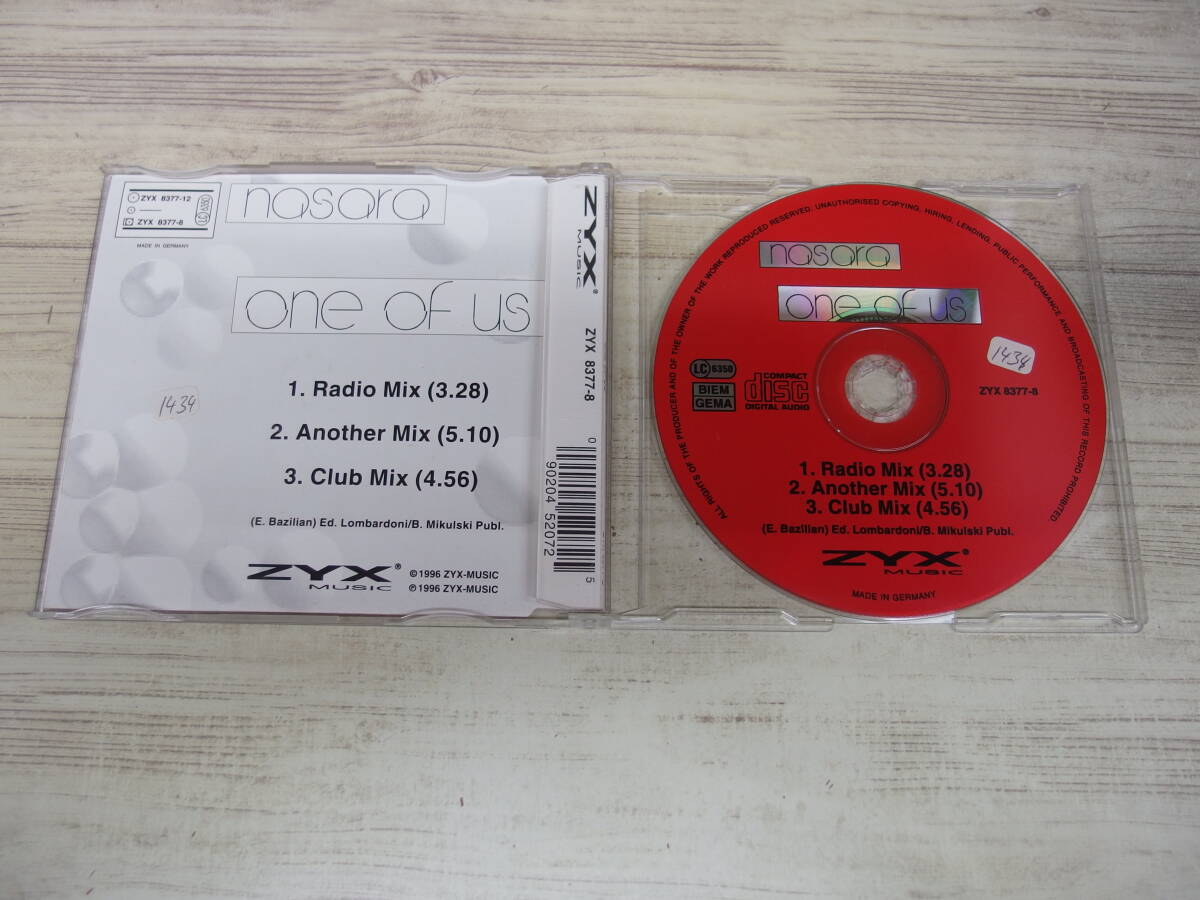 ZYX 8377-12
ZYX 8377-8
LC 6350
MADE IN GERMANY
nasara
one of us
1. Radio Mix (3.28)
2. Another Mix (5.10)
3. Club Mix (4.56)
1434
(E. Bazilian) Ed. Lombardoni/B. Mikulski Publ.
ZYX®
MUSIC
© 1996 ZYX-MUSIC
℗ 1996 ZYX-MUSIC
ZYX®
MUSIC
ZYX 8377-8
0 90204 52072 5
ALL RIGHTS OF THE PRODUCER AND OF THE OWNER OF THE WORK REPRODUCED RESERVED. UNAUTHORISED COPYING, HIRING, LENDING, PUBLIC PERFORMANCE AND BROADCASTING OF THIS RECORD PROHIBITED.
nasara
one of us
1434
LC 6350
BIEM
GEMA
COMPACT
disc
DIGITAL AUDIO
ZYX 8377-8
1. Radio Mix (3.28)
2. Another Mix (5.10)
3. Club Mix (4.56)
(E. Bazilian) Ed. Lombardoni/B. Mikulski Publ.
ZYX®
MUSIC
MADE IN GERMANY